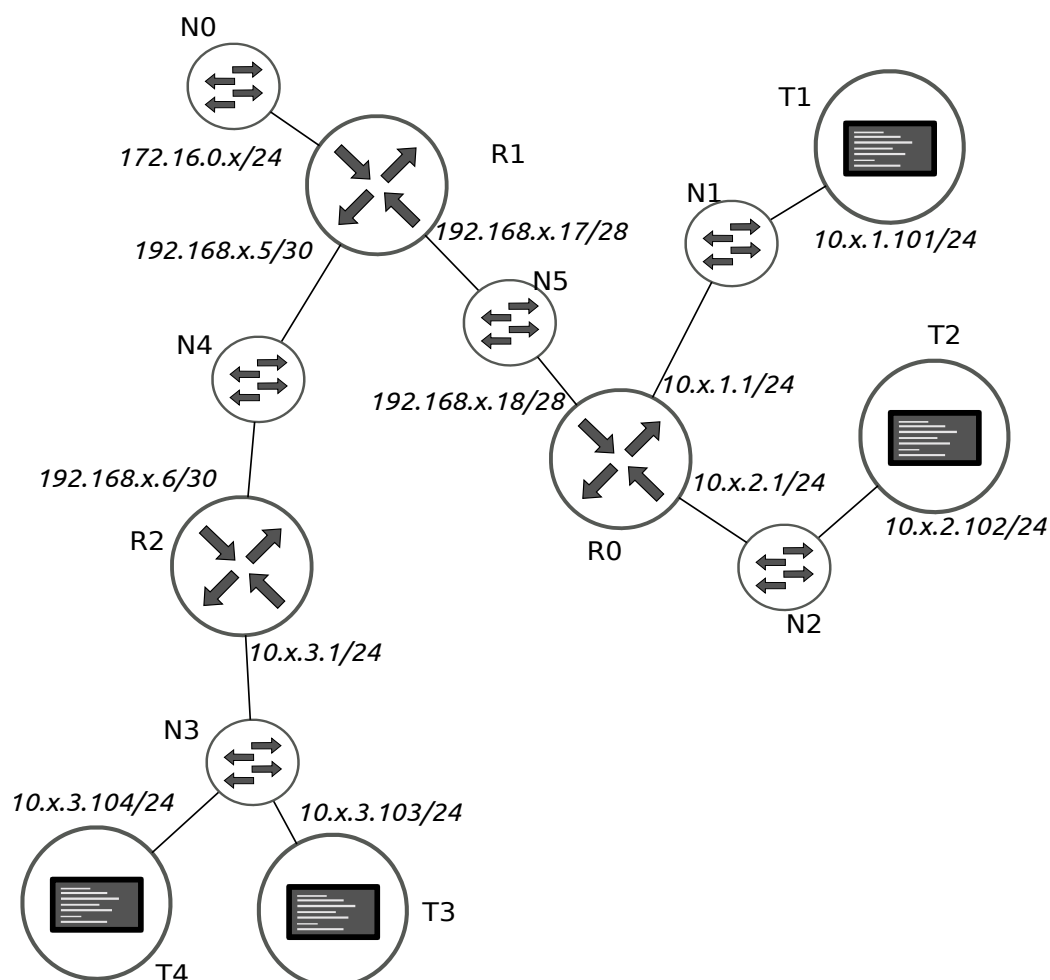 N0
172.16.0.x/24
R1
T1
N1
192.168.x.5/30
192.168.x.17/28
10.x.1.101/24
N5
N4
T2
192.168.x.18/28
10.x.1.1/24
192.168.x.6/30
10.x.2.1/24
10.x.2.102/24
R2
R0
N2
10.x.3.1/24
N3
10.x.3.104/24
10.x.3.103/24
T3
T4